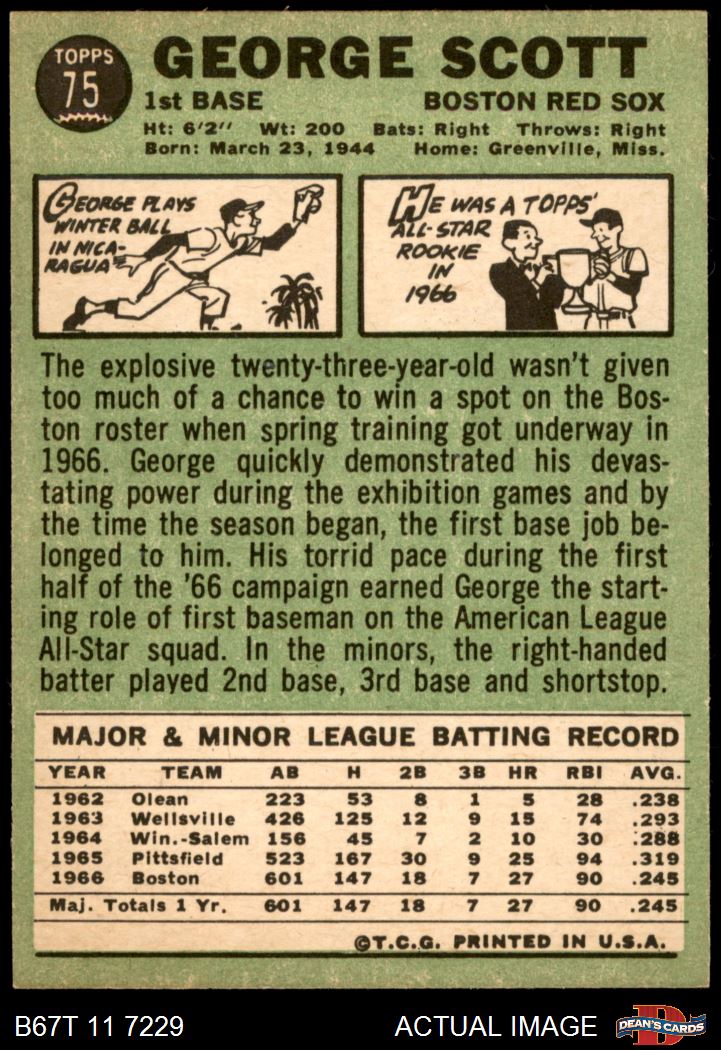 TOPPS
75
GEORGE SCOTT
1st BASE BOSTON RED SOX
Ht: 6'2" Wt: 200 Bats: Right Throws: Right
Born: March 23, 1944 Home: Greenville, Miss.
GEORGE PLAYS
WINTER BALL
IN NICA-
RAGUA
HE WAS A TOPPS'
ALL-STAR
ROOKIE
IN
1966
The explosive twenty-three-year-old wasn't given
too much of a chance to win a spot on the Bos-
ton roster when spring training got underway in
1966. George quickly demonstrated his devas-
tating power during the exhibition games and by
the time the season began, the first base job be-
longed to him. His torrid pace during the first
half of the '66 campaign earned George the start-
ing role of first baseman on the American League
All-Star squad. In the minors, the right-handed
batter played 2nd base, 3rd base and shortstop.
MAJOR & MINOR LEAGUE BATTING RECORD
YEAR TEAM AB H 2B 3B HR RBI AVG.
1962 Olean 223 53 8 1 5 28 .238
1963 Wellsville 426 125 12 9 15 74 .293
1964 Win.-Salem 156 45 7 2 10 30 .288
1965 Pittsfield 523 167 30 9 25 94 .319
1966 Boston 601 147 18 7 27 90 .245
Maj. Totals 1 Yr. 601 147 18 7 27 90 .245
©T.C.G. PRINTED IN U.S.A.
B67T 11 7229 ACTUAL IMAGE
D
DEAN'S CARDS